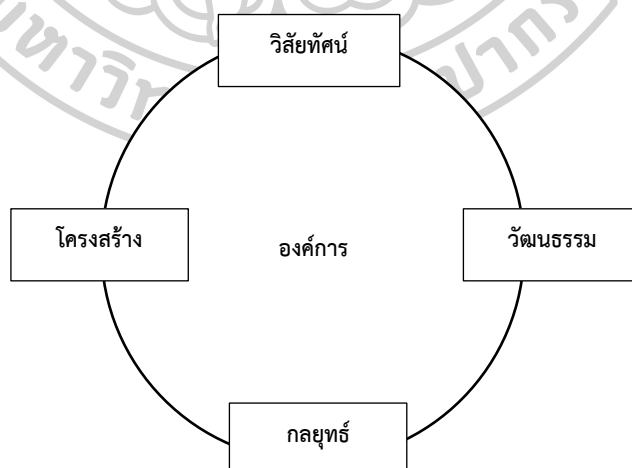 วิสัยทัศน์
โครงสร้าง
องค์การ
วัฒนธรรม
กลยุทธ์